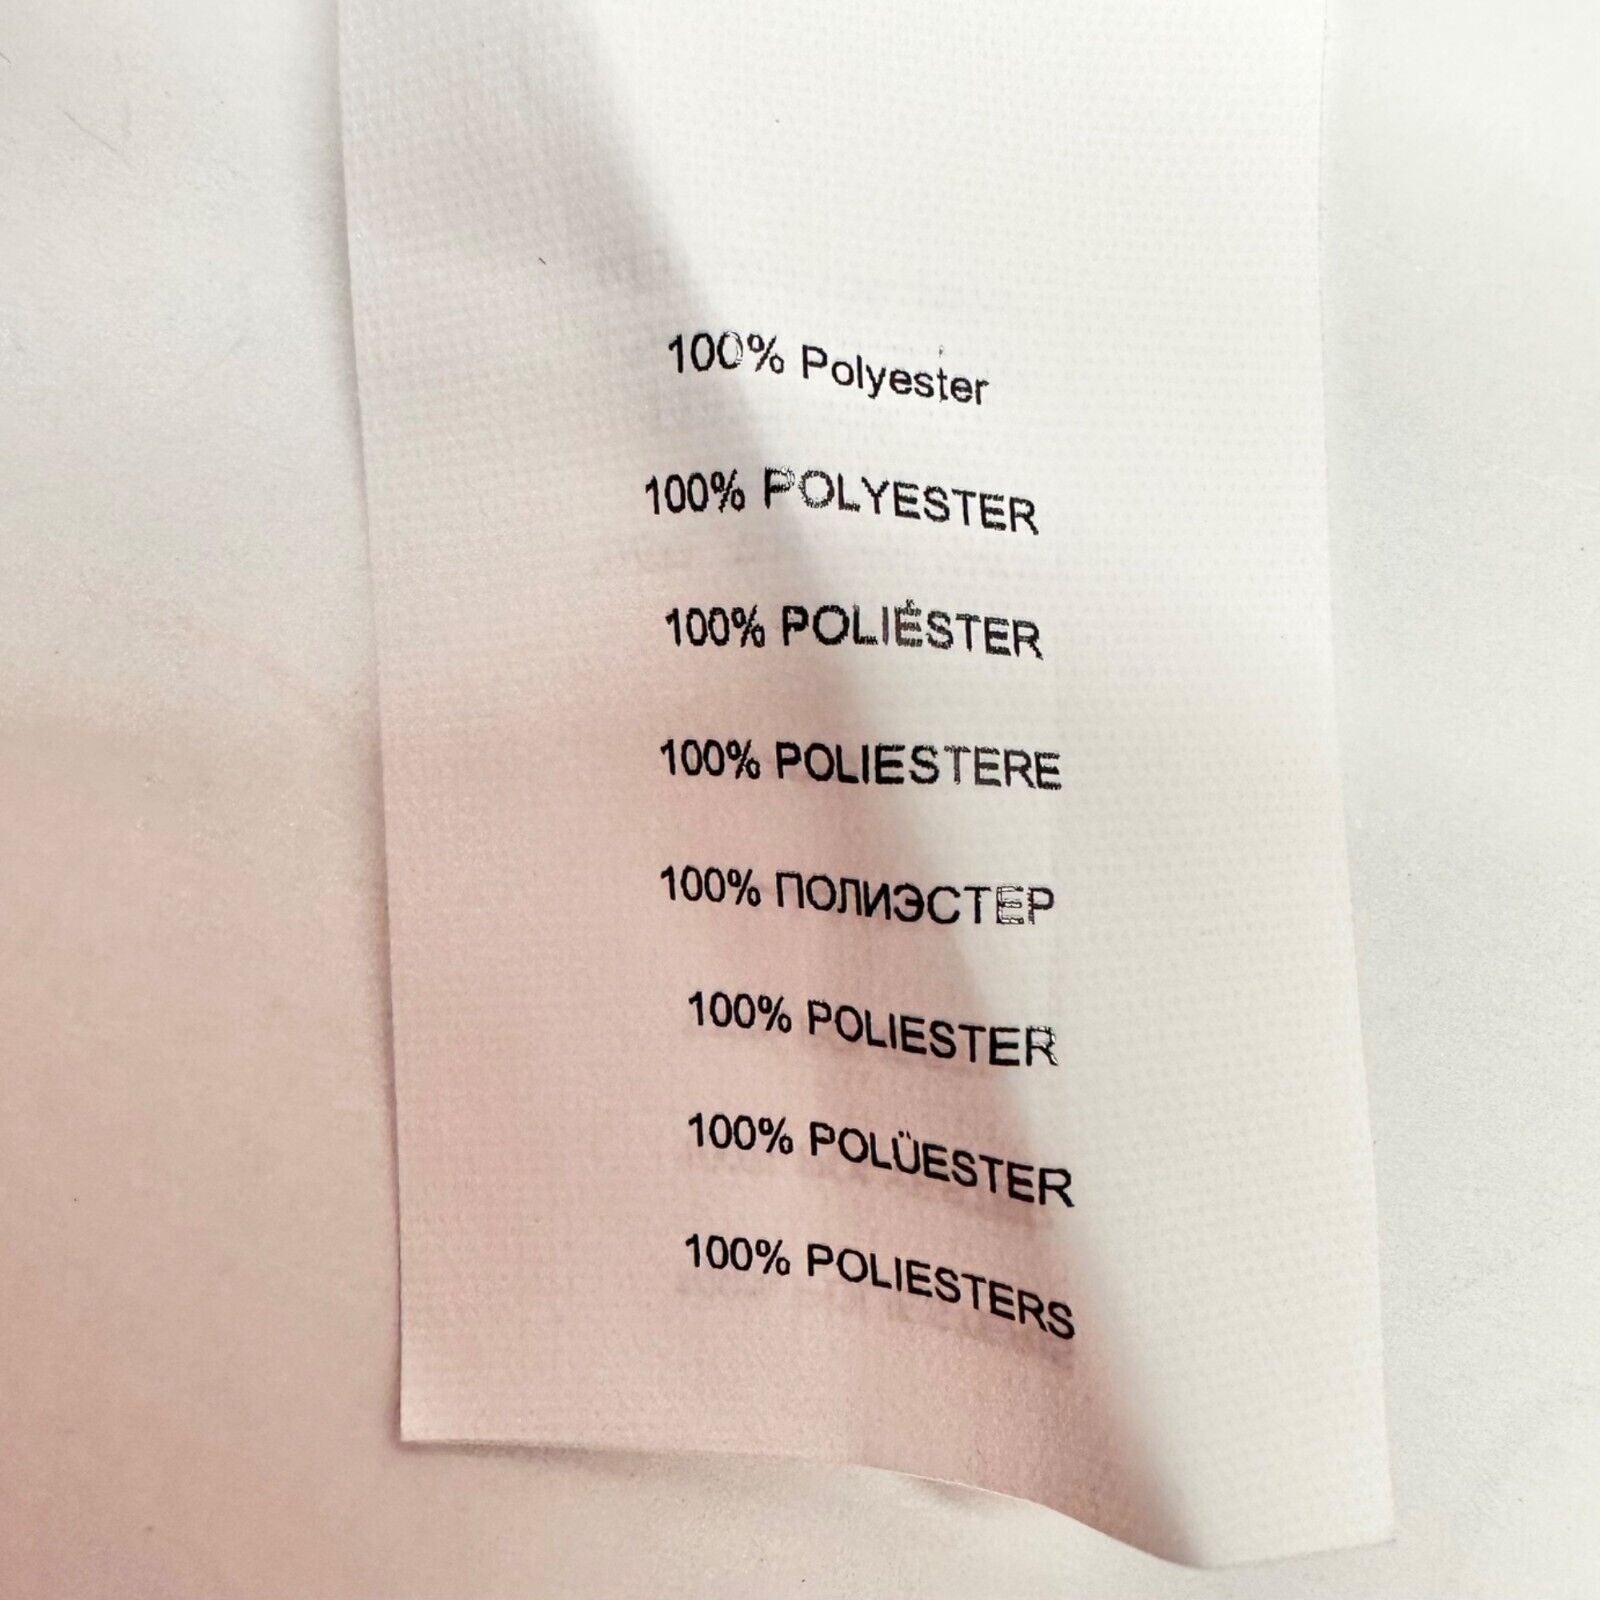 100% Polyester
100% POLYESTER
100% POLIÉSTER
100% POLIESTERE
100% ПОЛИЭСТЕР
100% POLIESTER
100% POLÜESTER
100% POLIESTERS